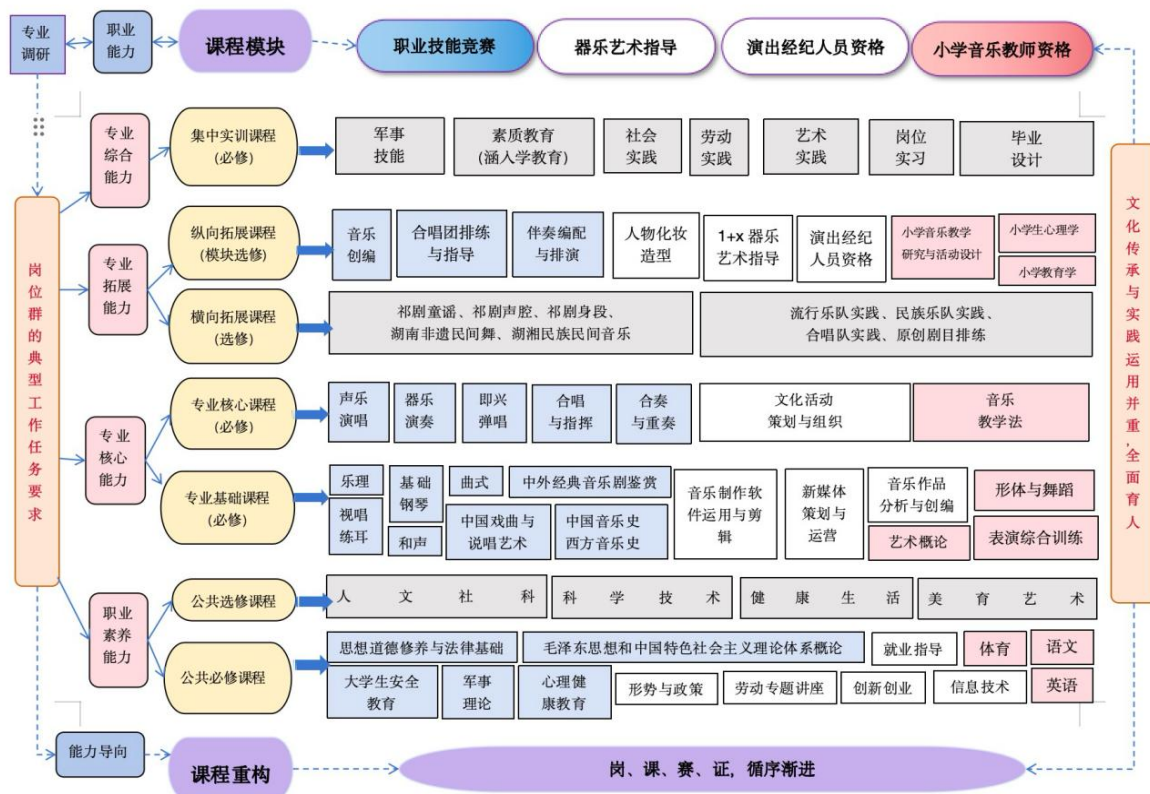 专业
调研
职业
能力
课程模块
职业技能竞赛
器乐艺术指导
演出经纪人员资格
小学音乐教师资格
岗位群的典型工作任务要求
专业
综合
能力
集中实训课程
(必修)
军事
技能
素质教育
(涵入学教育)
社会
实践
劳动
实践
艺术
实践
岗位
实习
毕业
设计
专业
拓展
能力
纵向拓展课程
(模块选修)
音乐
创编
合唱团排练
与指导
伴奏编配
与排演
人物化妆
造型
1+x 器乐
艺术指导
演出经纪
人员资格
小学音乐教学
研究与活动设计
小学生心理学
小学教育学
横向拓展课程
(选修)
祁剧童谣、祁剧声腔、祁剧身段、
湖南非遗民间舞、湖湘民族民间音乐
流行乐队实践、民族乐队实践、
合唱队实践、原创剧目排练
专业
核心
能力
专业核心课程
(必修)
声乐
演唱
器乐
演奏
即兴
弹唱
合唱
与指挥
合奏
与重奏
文化活动
策划与组织
音乐
教学法
专业基础课程
(必修)
乐理
视唱
练耳
基础
钢琴
和声
曲式
中外经典音乐剧鉴赏
中国戏曲与
说唱艺术
中国音乐史
西方音乐史
音乐制作软
件运用与剪
辑
新媒体
策划与
运营
音乐作品
分析与创编
艺术概论
形体与舞蹈
表演综合训练
职业
素养
能力
公共选修课程
人文社科
科学技术
健康生活
美育艺术
公共必修课程
思想道德修养与法律基础
毛泽东思想和中国特色社会主义理论体系概论
就业指导
体育
语文
大学生安全
教育
军事
理论
心理健
康教育
形势与政策
劳动专题讲座
创新创业
信息技术
英语
文化传承与实践运用并重,全面育人
能力导向
课程重构
岗、课、赛、证,循序渐进